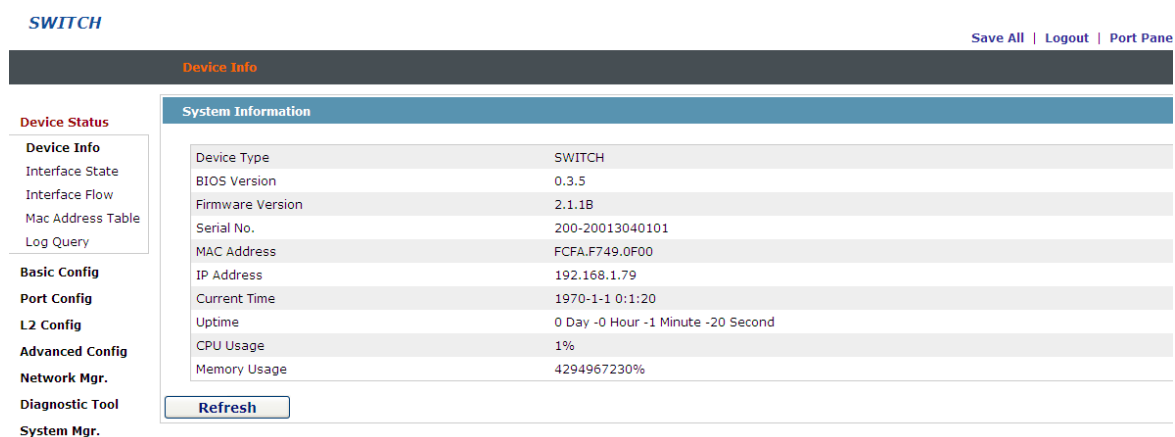 SWITCH
Save All | Logout | Port Pane
Device Info
Device Status
Device Info
Interface State
Interface Flow
Mac Address Table
Log Query
Basic Config
Port Config
L2 Config
Advanced Config
Network Mgr.
Diagnostic Tool
System Mgr.
System Information
Device Type SWITCH
BIOS Version 0.3.5
Firmware Version 2.1.1B
Serial No. 200-20013040101
MAC Address FCFA.F749.0F00
IP Address 192.168.1.79
Current Time 1970-1-1 0:1:20
Uptime 0 Day -0 Hour -1 Minute -20 Second
CPU Usage 1%
Memory Usage 4294967230%
Refresh